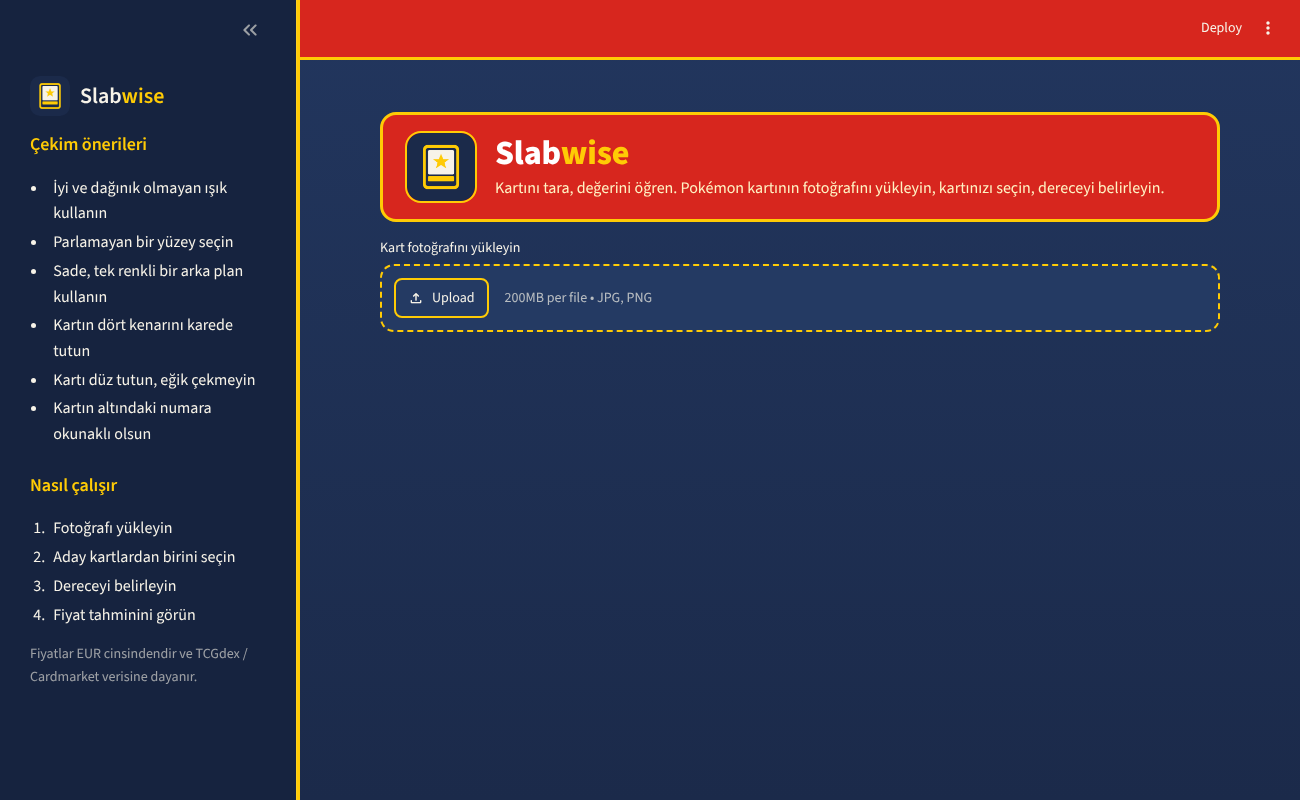 Slabwise
Çekim önerileri
İyi ve dağınık olmayan ışık
kullanın
Parlamayan bir yüzey seçin
Sade, tek renkli bir arka plan
kullanın
Kartın dört kenarını karede
tutun
Kartı düz tutun, eğik çekmeyin
Kartın altındaki numara
okunaklı olsun
Nasıl çalışır
1. Fotoğrafı yükleyin
2. Aday kartlardan birini seçin
3. Dereceyi belirleyin
4. Fiyat tahminini görün
Fiyatlar EUR cinsindendir ve TCGdex /
Cardmarket verisine dayanır.
Deploy
Slabwise
Kartını tara, değerini öğren. Pokémon kartının fotoğrafını yükleyin, kartınızı seçin, dereceyi belirleyin.
Kart fotoğrafını yükleyin
Upload 200MB per file • JPG, PNG